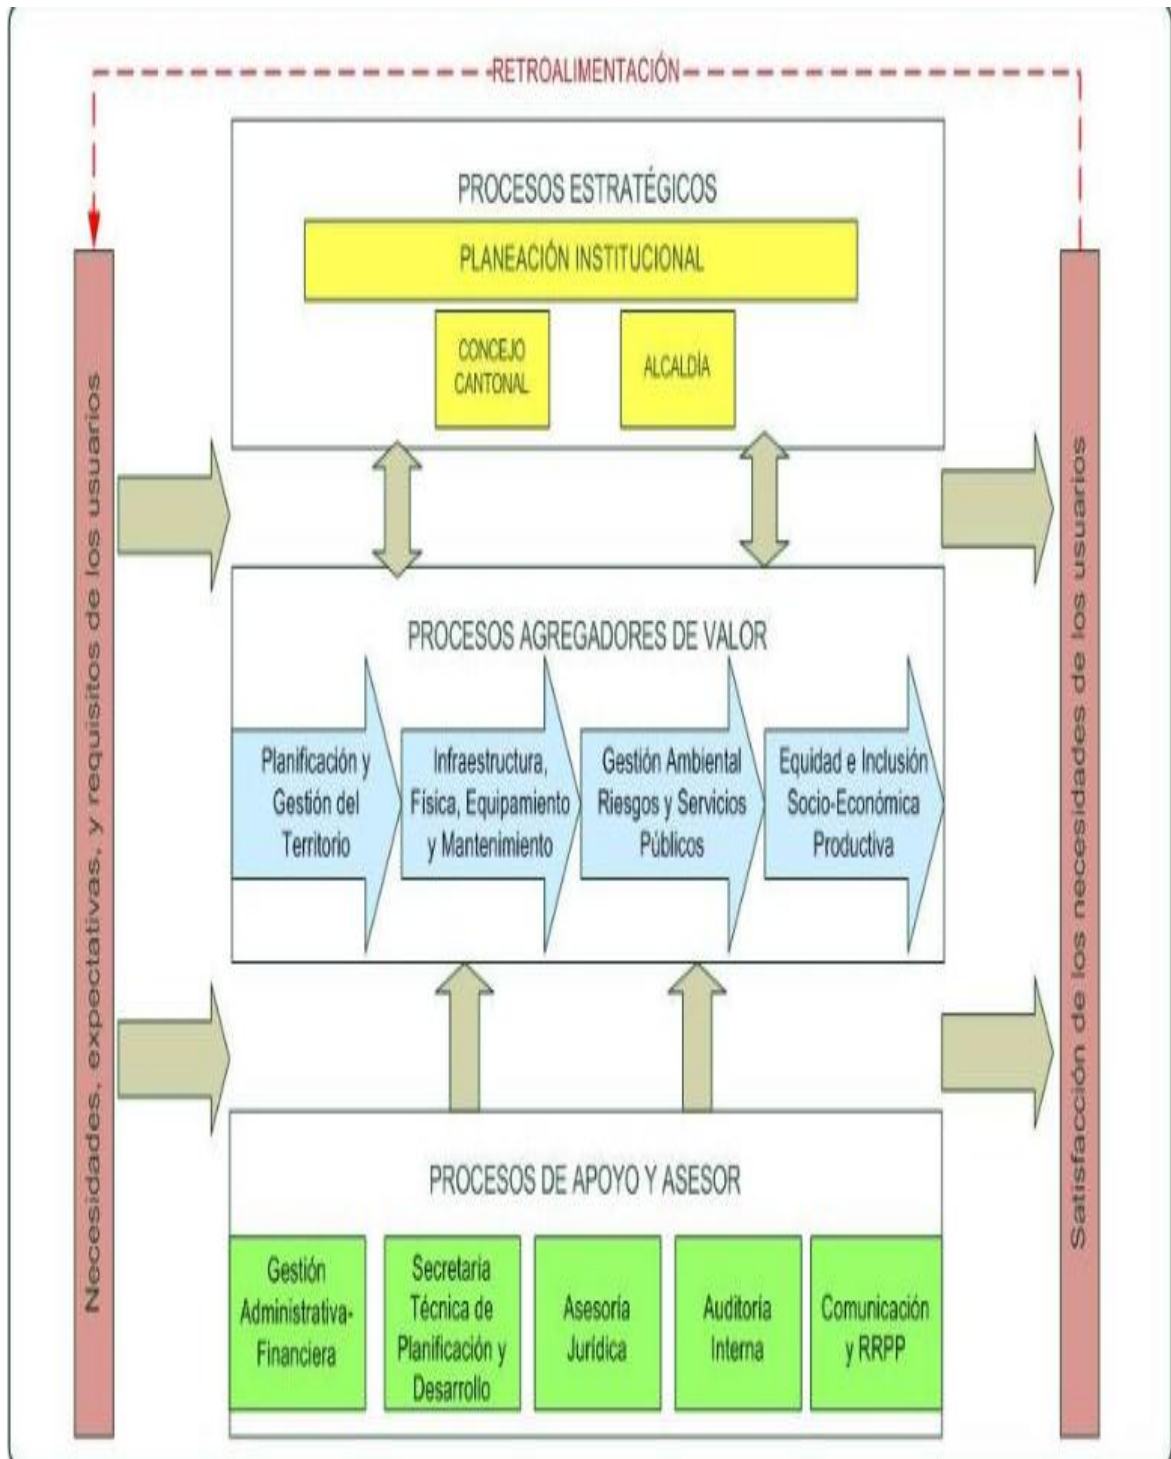 RETROALIMENTACIÓN
PROCESOS ESTRATÉGICOS
PLANEACIÓN INSTITUCIONAL
CONCEJO
CANTONAL
ALCALDÍA
Necesidades, expectativas, y requisitos de los usuarios
PROCESOS AGREGADORES DE VALOR
Planificación y
Gestión del
Territorio
Infraestructura,
Física, Equipamiento
y Mantenimiento
Gestión Ambiental
Riesgos y Servicios
Públicos
Equidad e Inclusión
Socio-Económica
Productiva
Satisfacción de los necesidades de los usuarios
PROCESOS DE APOYO Y ASESOR
Gestión
Administrativa-
Financiera
Secretaria
Técnica de
Planificación y
Desarrollo
Asesoría
Jurídica
Auditoría
Interna
Comunicación
y RRPP